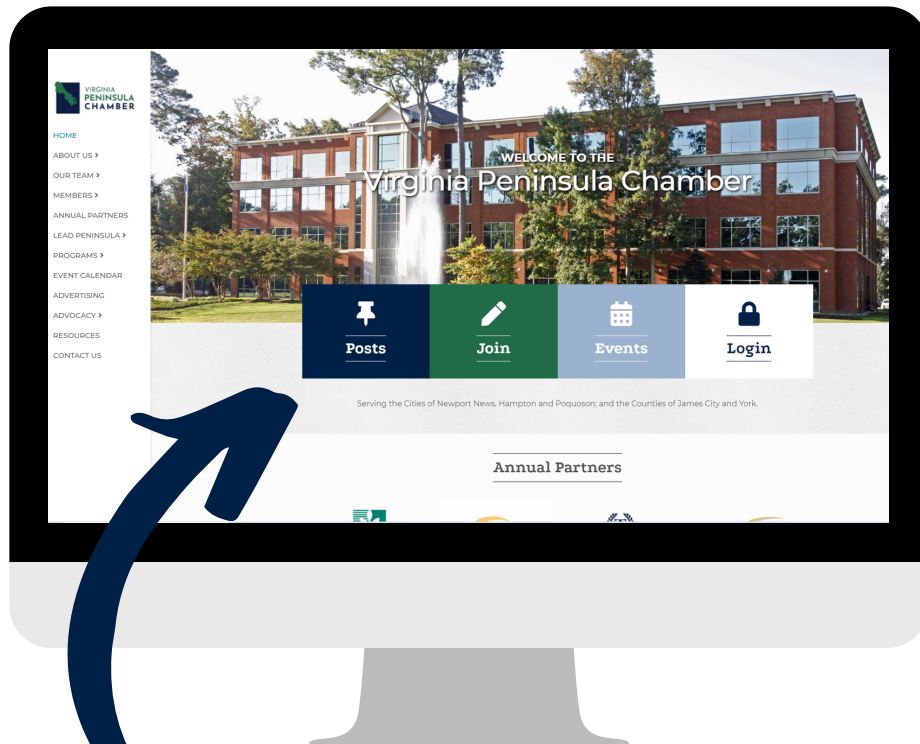 VIRGINIA
PENINSULA
CHAMBER
HOME
ABOUT US >
OUR TEAM >
MEMBERS >
ANNUAL PARTNERS
LEAD PENINSULA >
PROGRAMS >
EVENT CALENDAR
ADVERTISING
ADVOCACY >
RESOURCES
CONTACT US
WELCOME TO THE
Virginia Peninsula Chamber
Posts
Join
Events
Login
Serving the Cities of Newport News, Hampton and Poquoson; and the Counties of James City and York.
Annual Partners